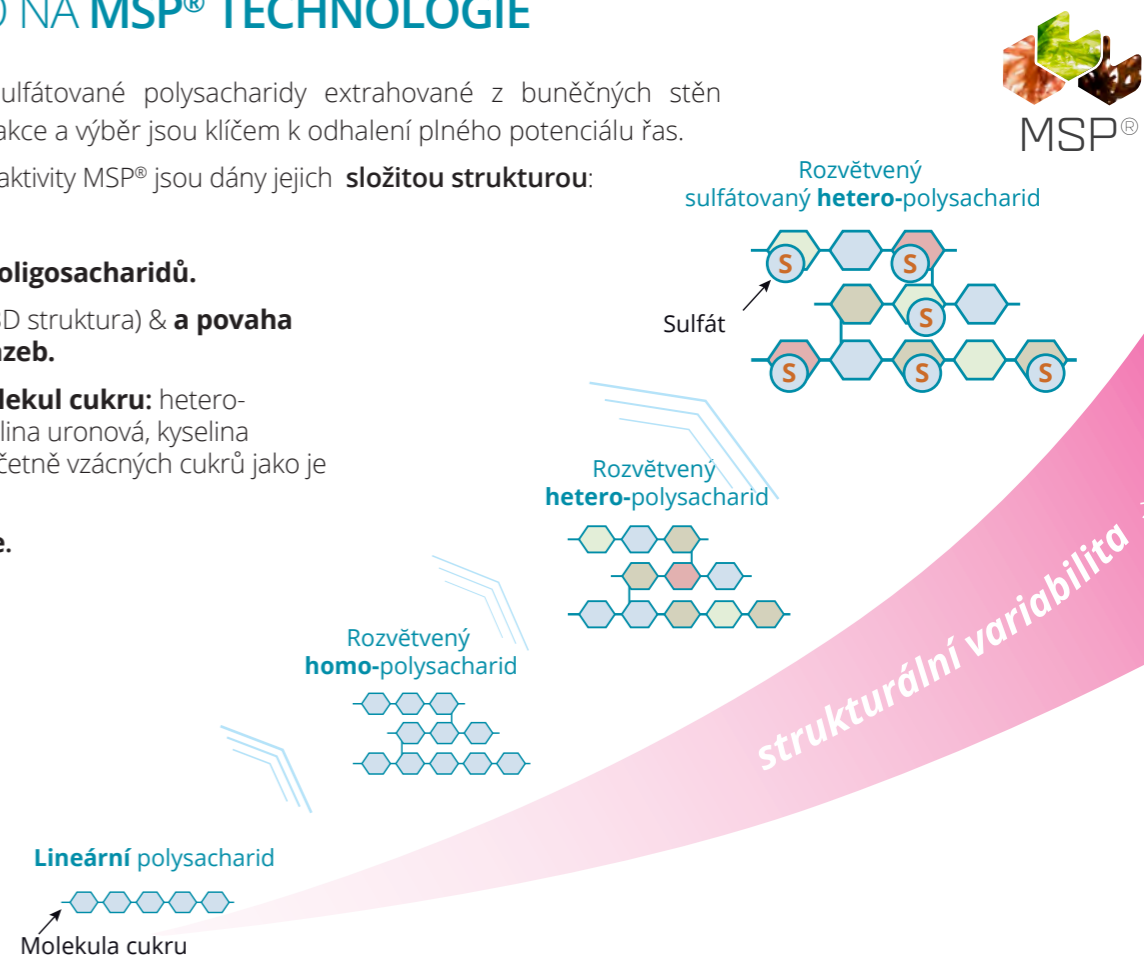 NA MSP® TECHNOLOGIE
MSP®
ulfátované polysacharidy extrahované z buněčných stěn
akce a výběr jsou klíčem k odhalení plného potenciálu řas.
aktivity MSP® jsou dány jejich složitou strukturou:
oligosacharidů.
3D struktura) & a povaha
azeb.
lekul cukru: hetero-
lina uronová, kyselina
četně vzácných cukrů jako je
e.
Rozvětvený
sulfátovaný hetero-polysacharid
S S
S
S S S
Sulfát
Rozvětvený
hetero-polysacharid
Rozvětvený
homo-polysacharid
Lineární polysacharid
Molekula cukru
strukturální variabilita